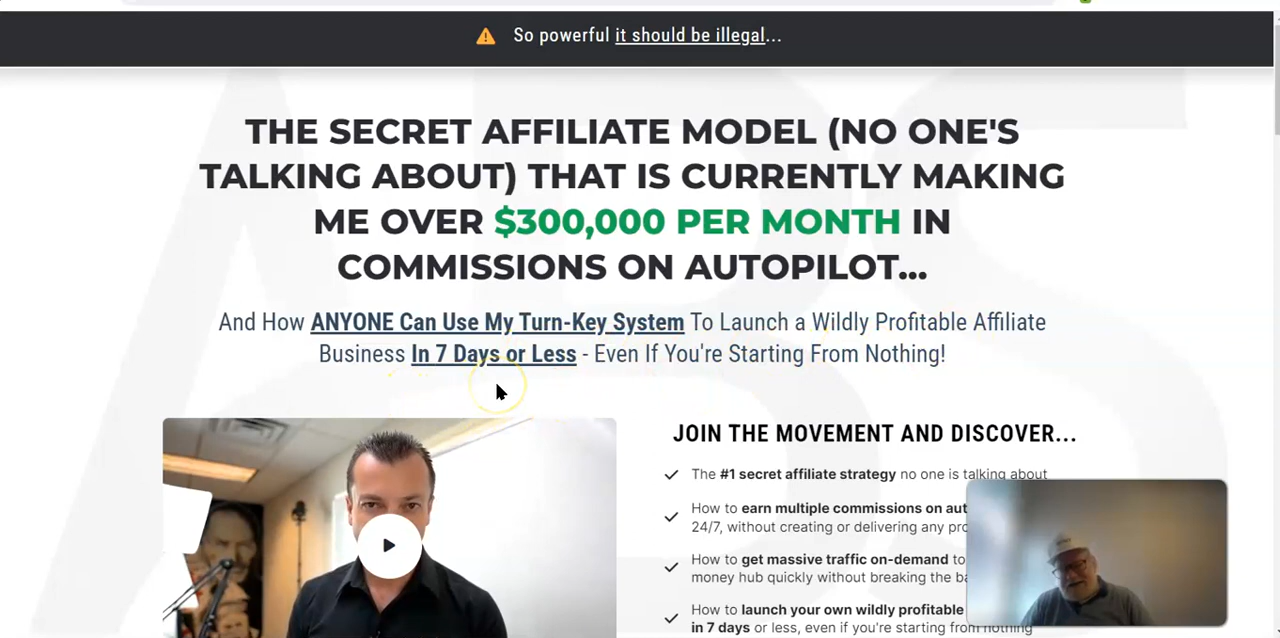 So powerful it should be illegal...
THE SECRET AFFILIATE MODEL (NO ONE'S
TALKING ABOUT) THAT IS CURRENTLY MAKING
ME OVER $300,000 PER MONTH IN
COMMISSIONS ON AUTOPILOT...
And How ANYONE Can Use My Turn-Key System To Launch a Wildly Profitable Affiliate
Business In 7 Days or Less - Even If You're Starting From Nothing!
JOIN THE MOVEMENT AND DISCOVER...
The #1 secret affiliate strategy no one is talking about
How to earn multiple commissions on
24/7, without creating or delivering any
How to get massive traffic on-demand to
money hub quickly without breaking the
How to launch your own wildly profitable
in 7 days or less, even if you're starting from nothing